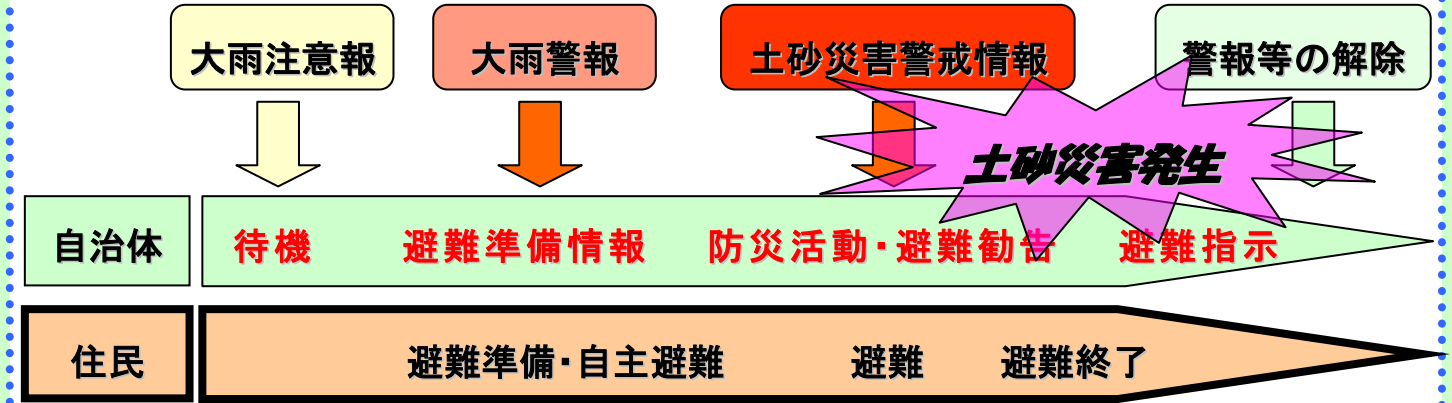 大雨注意報
大雨警報
土砂災害警戒情報
警報等の解除
土砂災害発生
自治体
待機
避難準備情報
防災活動・避難勧告
避難指示
住民
避難準備・自主避難
避難
避難終了